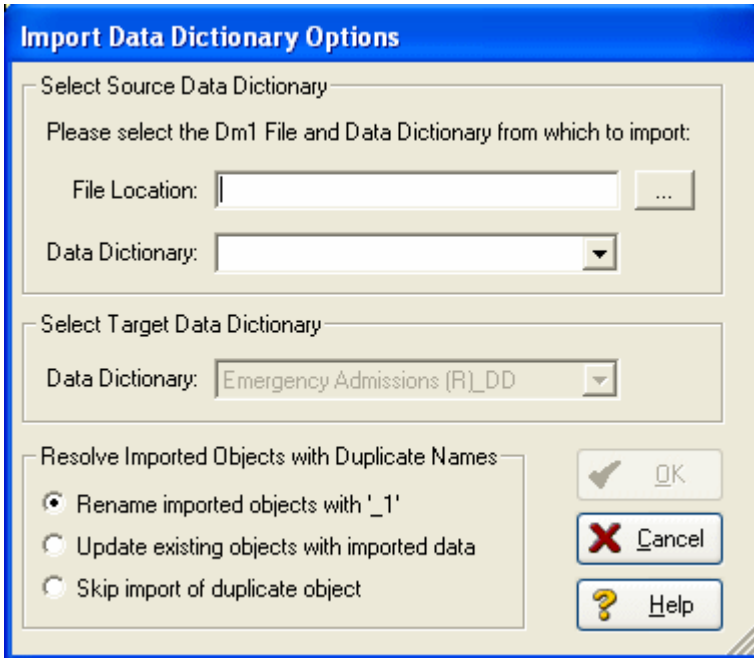 Import Data Dictionary Options
Select Source Data Dictionary
Please select the Dm1 File and Data Dictionary from which to import:
File Location:
...
Data Dictionary:
Select Target Data Dictionary
Data Dictionary: Emergency Admissions (R)_DD
Resolve Imported Objects with Duplicate Names
Rename imported objects with '_1'
Update existing objects with imported data
Skip import of duplicate object
OK
Cancel
Help